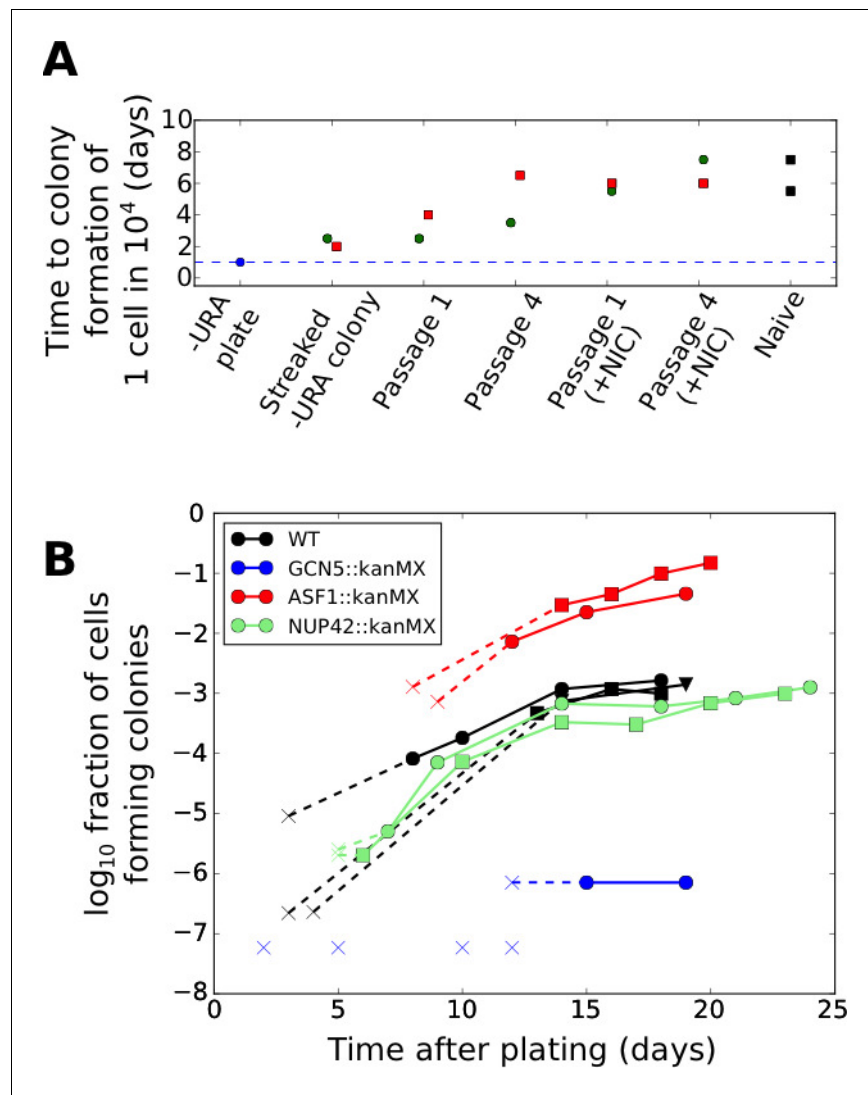 A
Time to colony
formation of
1 cell in 10⁴ (days)
10
8
6
4
2
0
-URA
plate
Streaked
-URA colony
Passage 1
Passage 4
Passage 1
(+NIC)
Passage 4
(+NIC)
Naive
B
log₁₀ fraction of cells
forming colonies
0
−1
−2
−3
−4
−5
−6
−7
−8
WT
GCN5::kanMX
ASF1::kanMX
NUP42::kanMX
0
5
10
15
20
25
Time after plating (days)